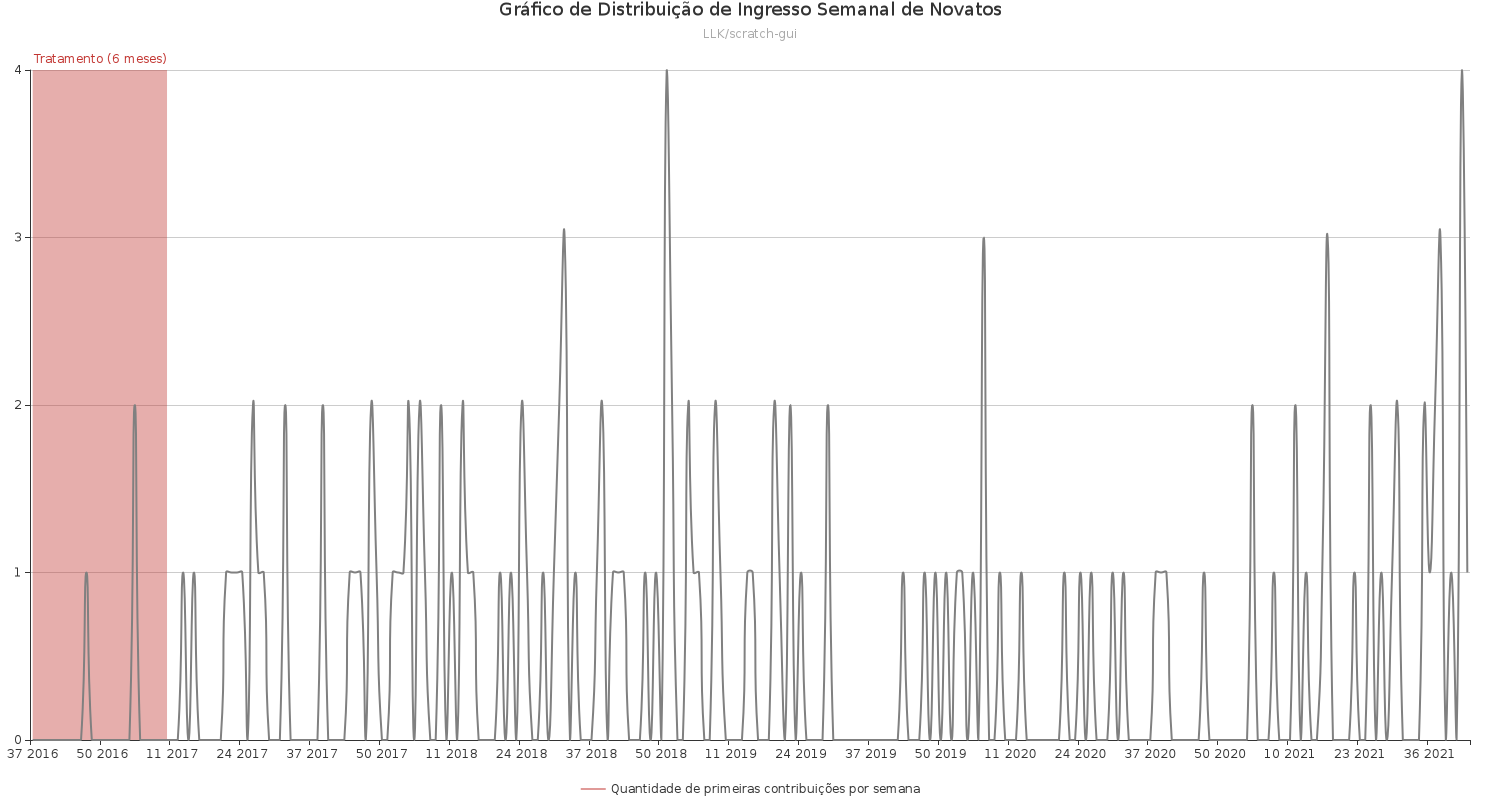 Gráfico de Distribuição de Ingresso Semanal de Novatos
LLK/scratch-gui
Tratamento (6 meses)
4
3
2
1
0
37 2016 50 2016 11 2017 24 2017 37 2017 50 2017 11 2018 24 2018 37 2018 50 2018 11 2019 24 2019 37 2019 50 2019 11 2020 24 2020 37 2020 50 2020 10 2021 23 2021 36 2021
Quantidade de primeiras contribuições por semana